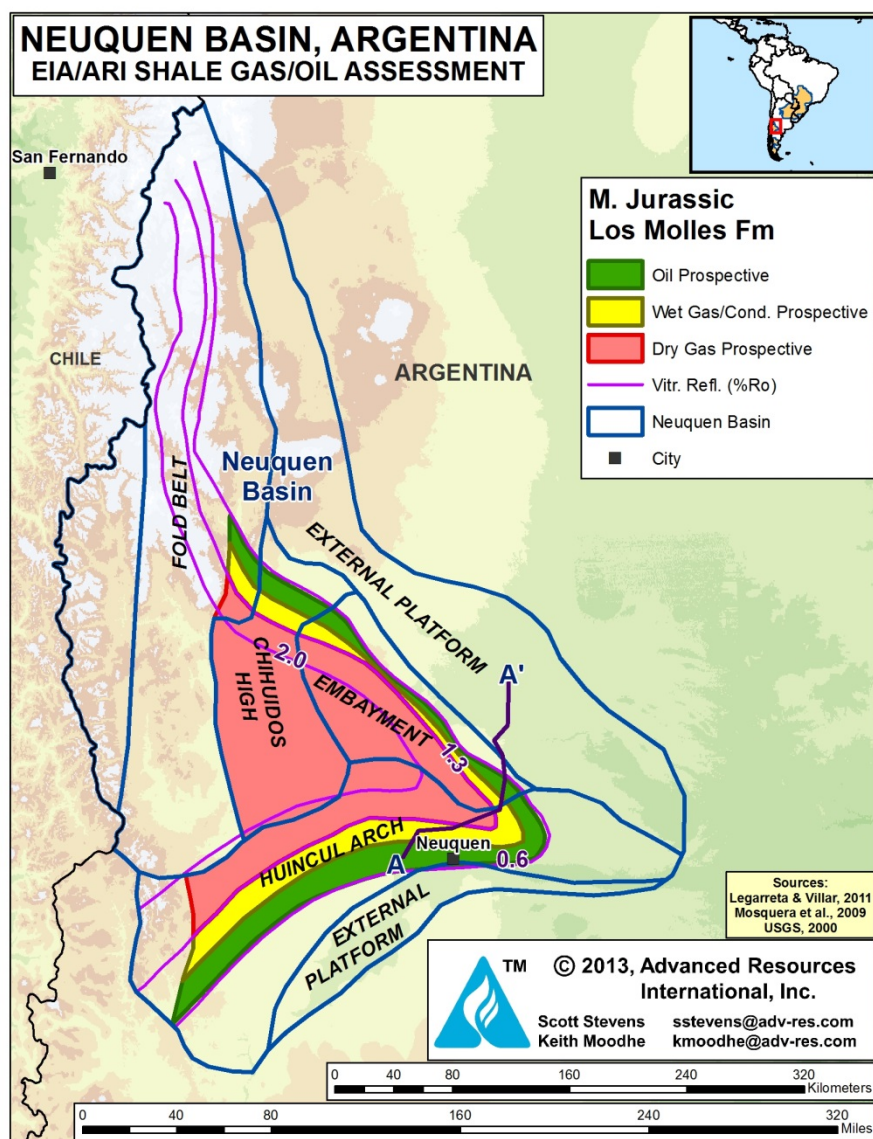 NEUQUEN BASIN, ARGENTINA
EIA/ARI SHALE GAS/OIL ASSESSMENT
San Fernando
M. Jurassic
Los Molles Fm
Oil Prospective
Wet Gas/Cond. Prospective
Dry Gas Prospective
Vitr. Refl. (%Ro)
Neuquen Basin
City
CHILE
ARGENTINA
Neuquen
Basin
FOLD BELT
EXTERNAL PLATFORM
CHIHUIDOS
HIGH
2.0
EMBAYMENT
A'
1.3
HUINCUL ARCH
Neuquen
A
0.6
EXTERNAL
PLATFORM
Sources:
Legarreta & Villar, 2011
Mosquera et al., 2009
USGS, 2000
TM
© 2013, Advanced Resources
International, Inc.
Scott Stevens sstevens@adv-res.com
Keith Moodhe kmoodhe@adv-res.com
0 40 80 160 240 320
Kilometers
0 40 80 160 240 320
Miles